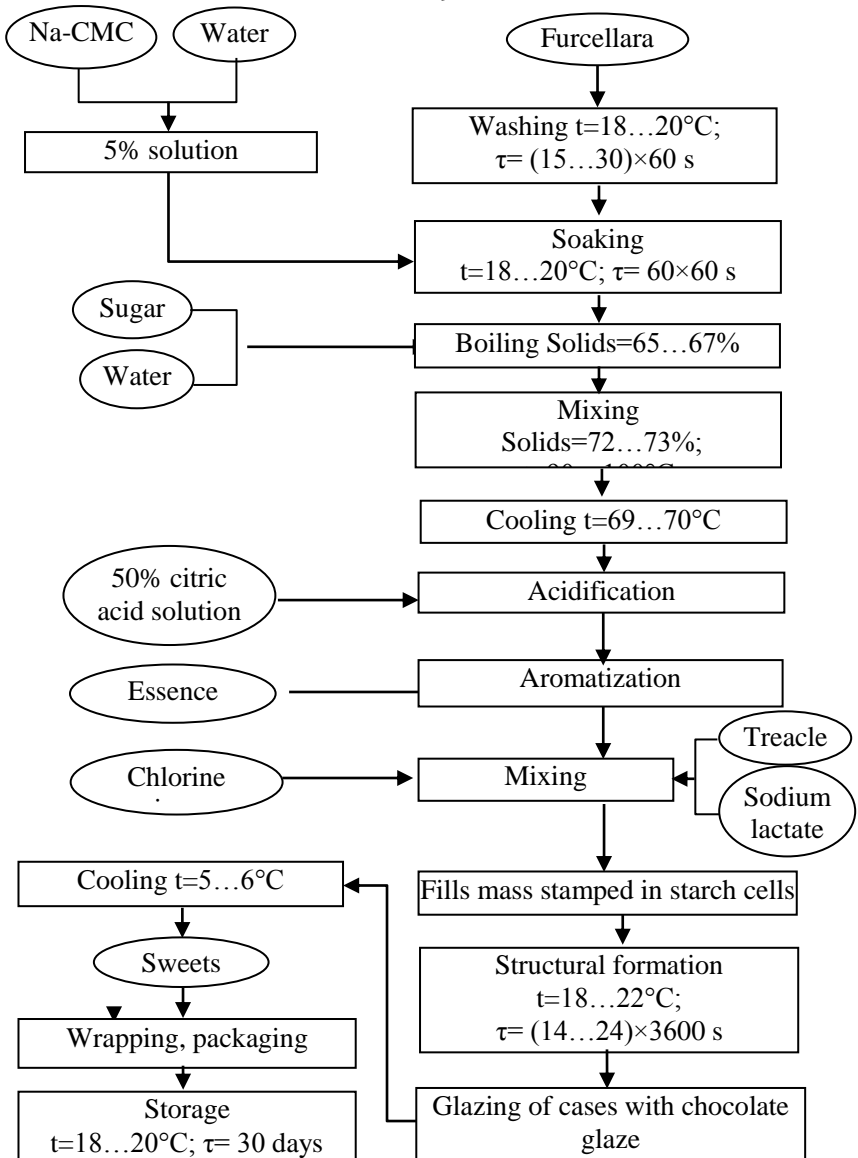 Na-CMC
Water
Furcellara
5% solution
Washing t=18…20°C;
τ= (15…30)×60 s
Soaking
t=18…20°C; τ= 60×60 s
Sugar
Water
Boiling Solids=65…67%
Mixing
Solids=72…73%;
Cooling t=69…70°C
50% citric
acid solution
Acidification
Essence
Aromatization
Treacle
Chlorine
Mixing
Sodium
lactate
Cooling t=5…6°C
Fills mass stamped in starch cells
Sweets
Structural formation
t=18…22°C;
τ= (14…24)×3600 s
Wrapping, packaging
Storage
t=18…20°C; τ= 30 days
Glazing of cases with chocolate
glaze